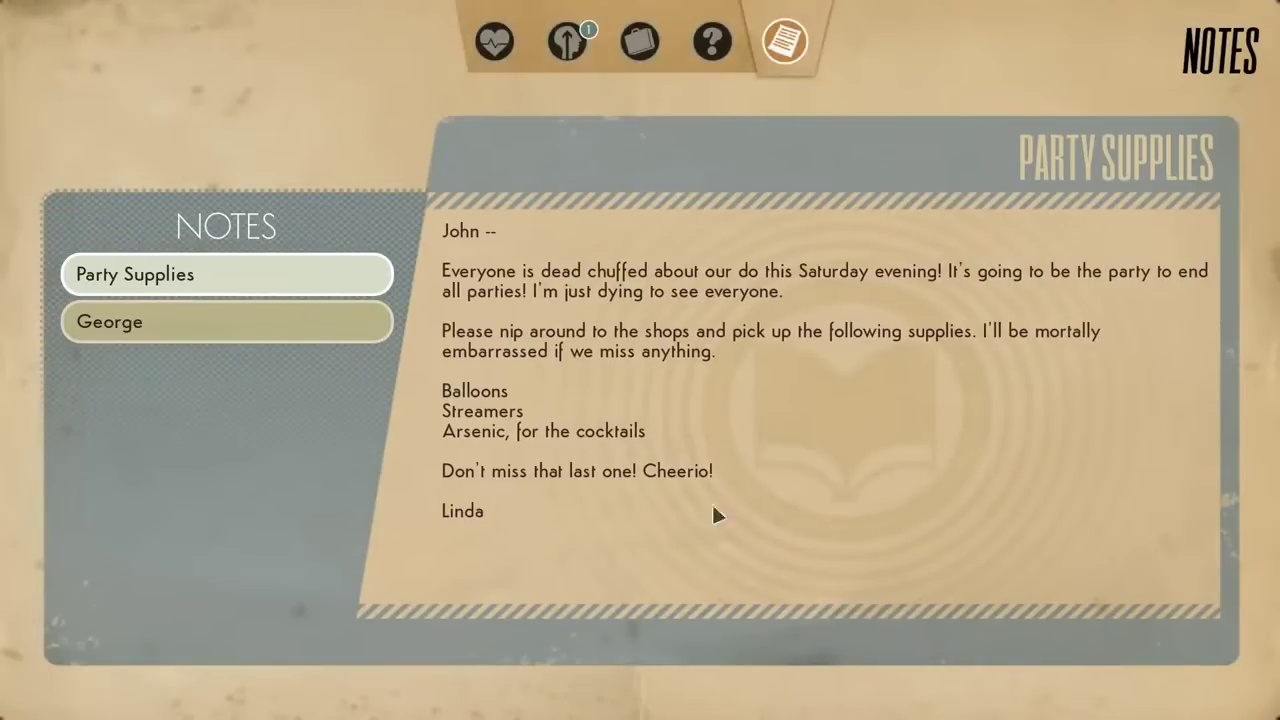 1
NOTES
PARTY SUPPLIES
NOTES
Party Supplies
George
John --
Everyone is dead chuffed about our do this Saturday evening! It's going to be the party to end
all parties! I'm just dying to see everyone.
Please nip around to the shops and pick up the following supplies. I'll be mortally
embarrassed if we miss anything.
Balloons
Streamers
Arsenic, for the cocktails
Don't miss that last one! Cheerio!
Linda